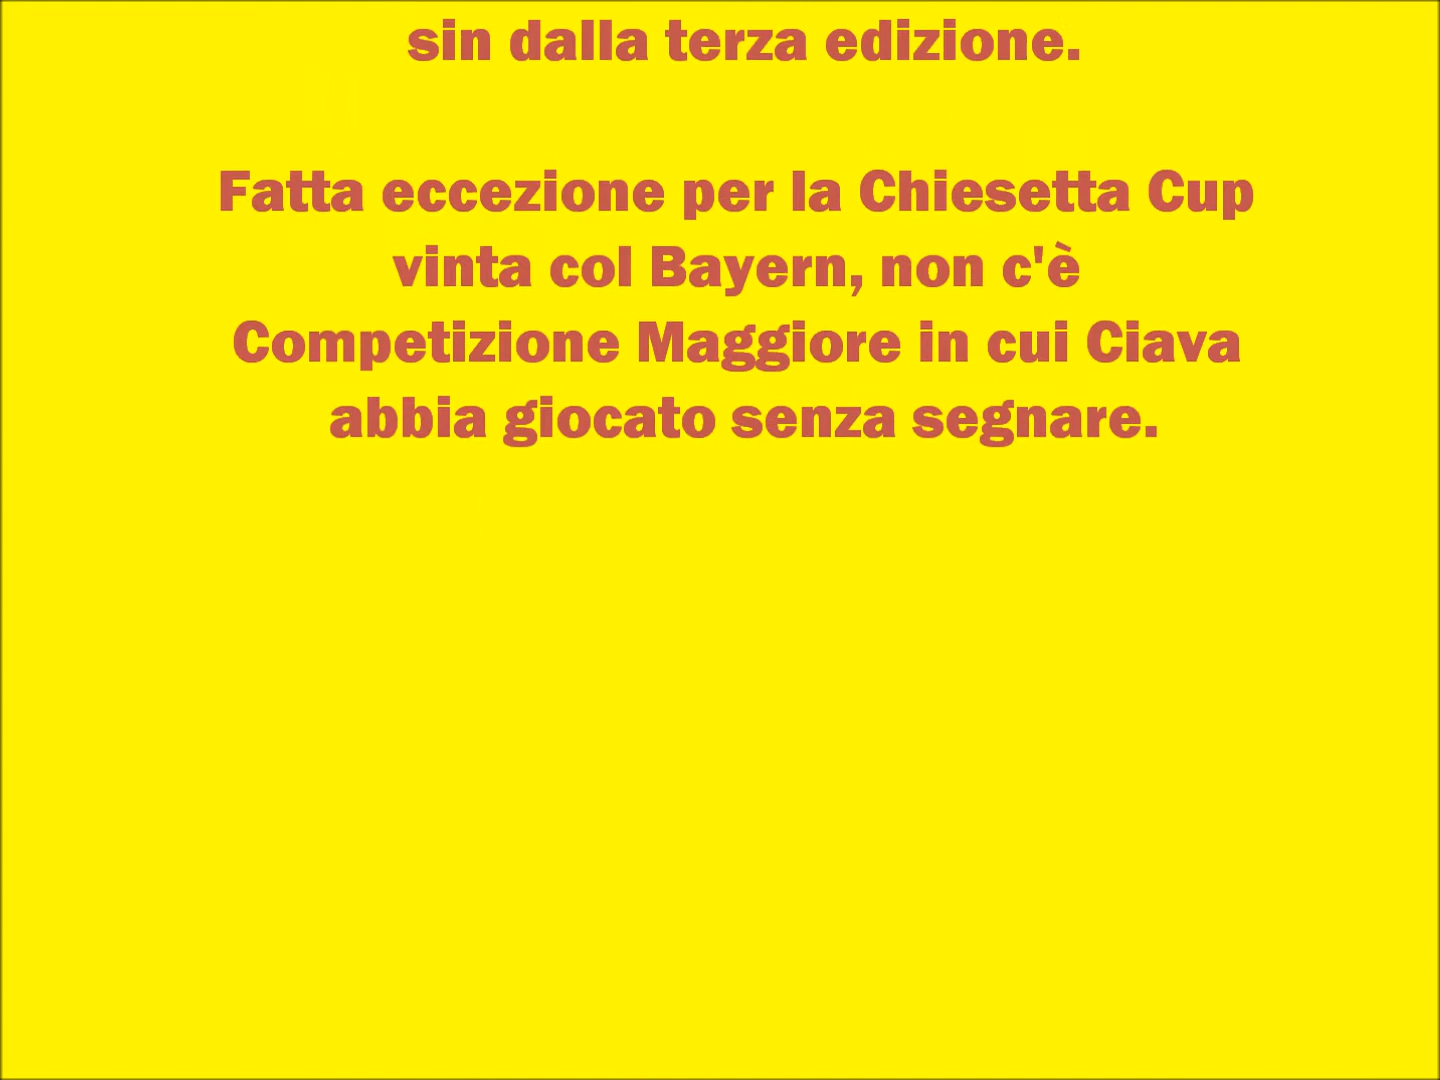 sin dalla terza edizione.
Fatta eccezione per la Chiesetta Cup
vinta col Bayern, non c'è
Competizione Maggiore in cui Ciava
abbia giocato senza segnare.